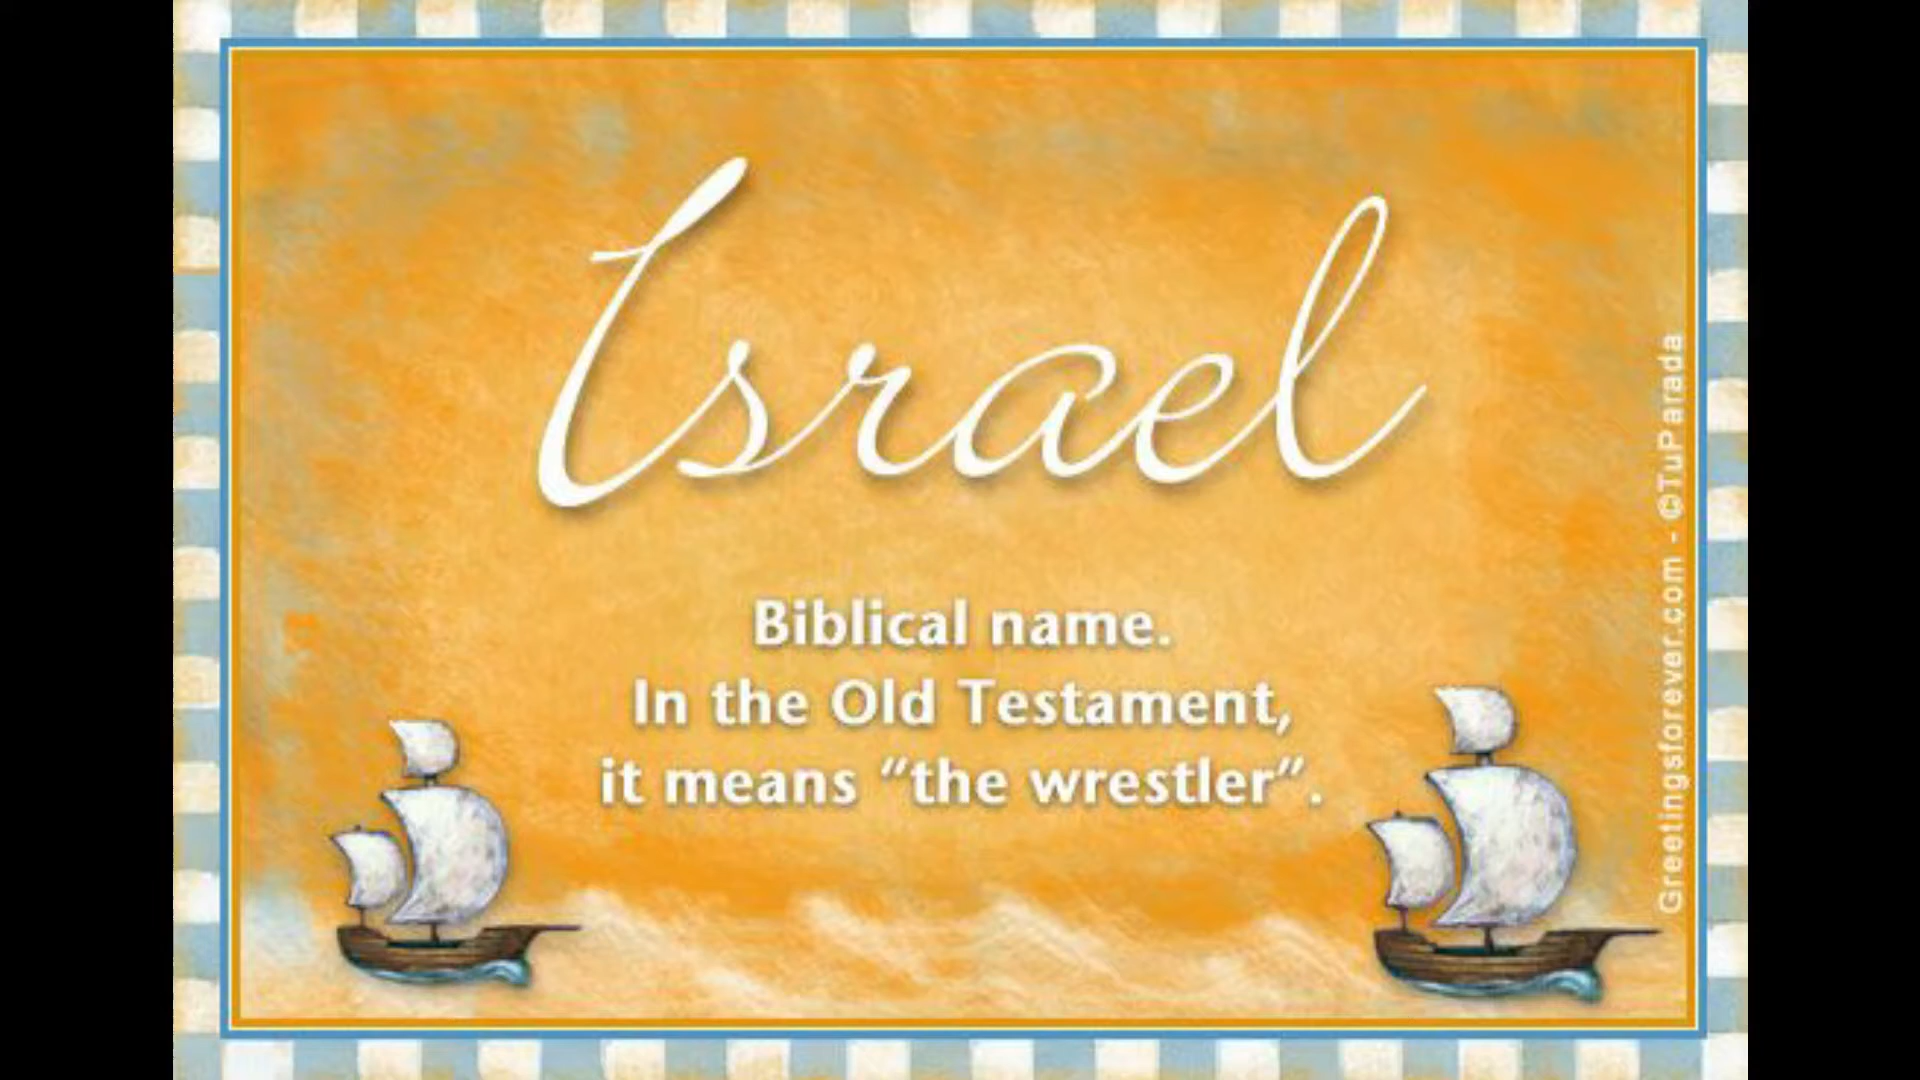 Israel
Biblical name.
In the Old Testament,
it means “the wrestler”.
Greetingsforever.com - ©TuParada